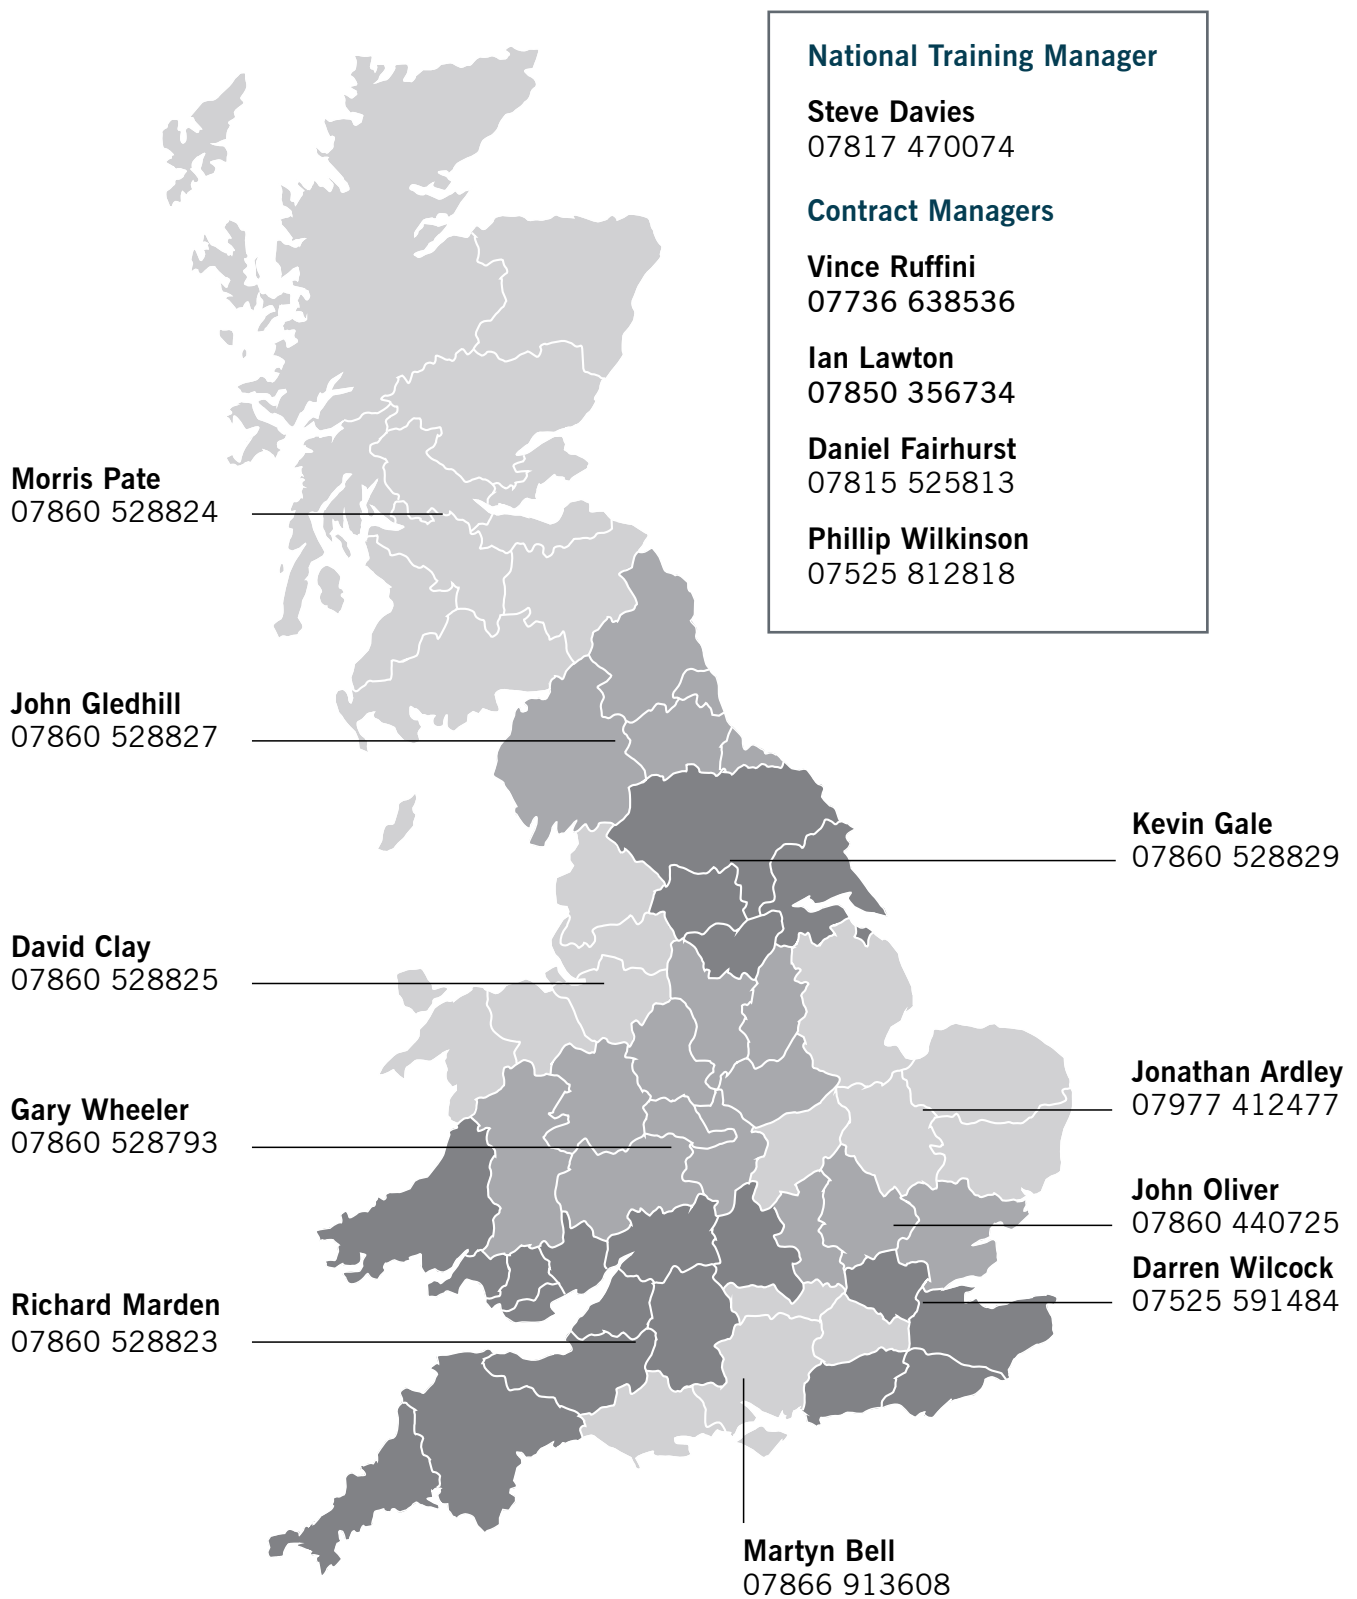 National Training Manager
Steve Davies
07817 470074
Contract Managers
Vince Ruffini
07736 638536
Ian Lawton
07850 356734
Daniel Fairhurst
07815 525813
Phillip Wilkinson
07525 812818
Morris Pate
07860 528824
John Gledhill
07860 528827
Kevin Gale
07860 528829
David Clay
07860 528825
Jonathan Ardley
07977 412477
Gary Wheeler
07860 528793
John Oliver
07860 440725
Darren Wilcock
07525 591484
Richard Marden
07860 528823
Martyn Bell
07866 913608